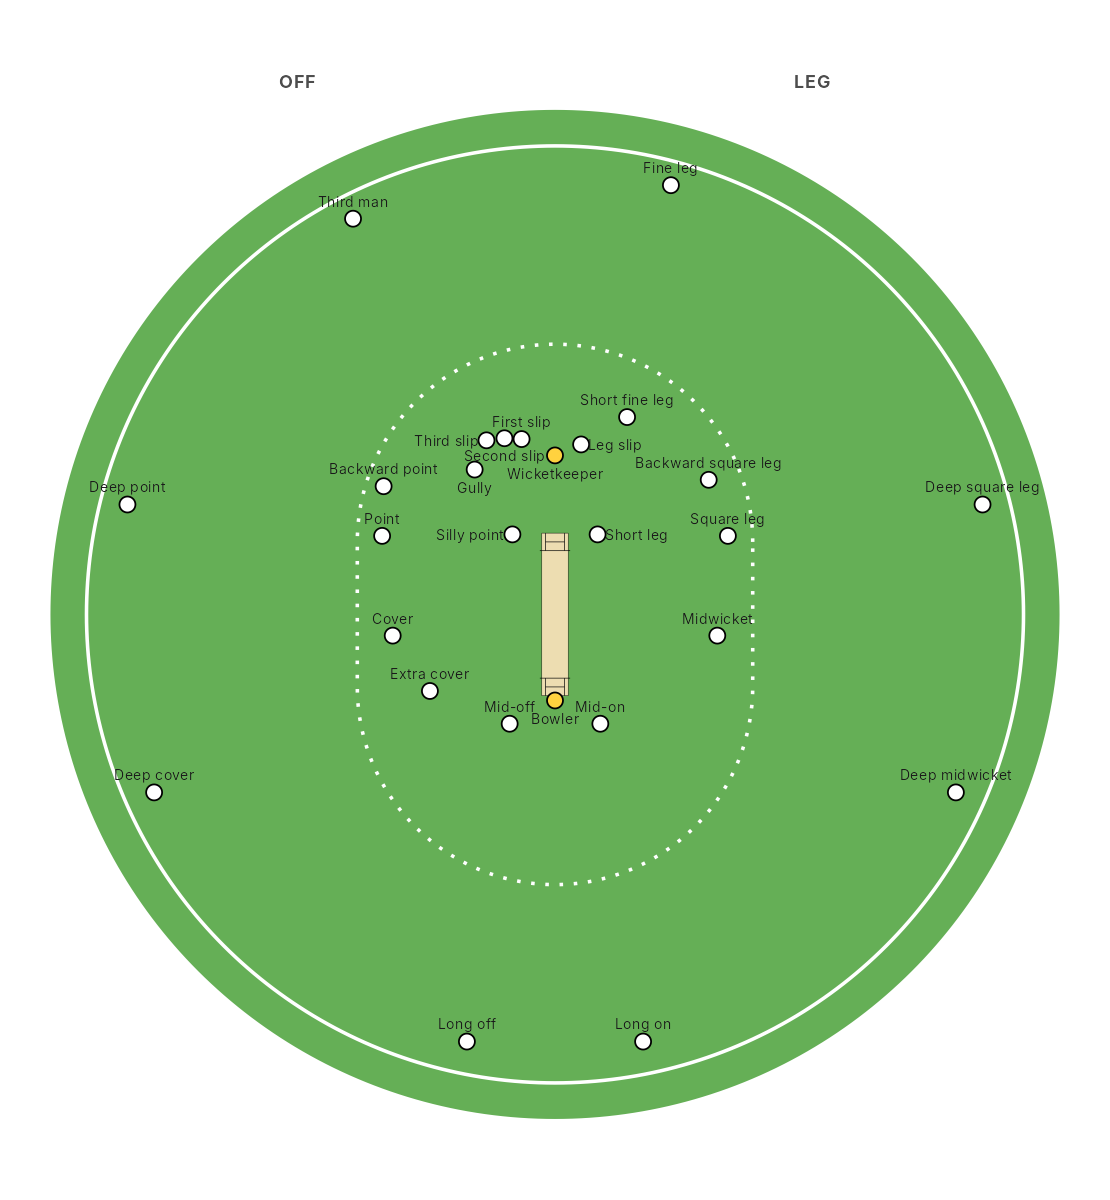 OFF
LEG
Fine leg
Third man
Short fine leg
First slip
Third slip
Leg slip
Second slip
Backward square leg
Backward point
Wicketkeeper
Deep point
Gully
Deep square leg
Point
Square leg
Silly point
Short leg
Cover
Midwicket
Extra cover
Mid-off
Mid-on
Bowler
Deep cover
Deep midwicket
Long off
Long on